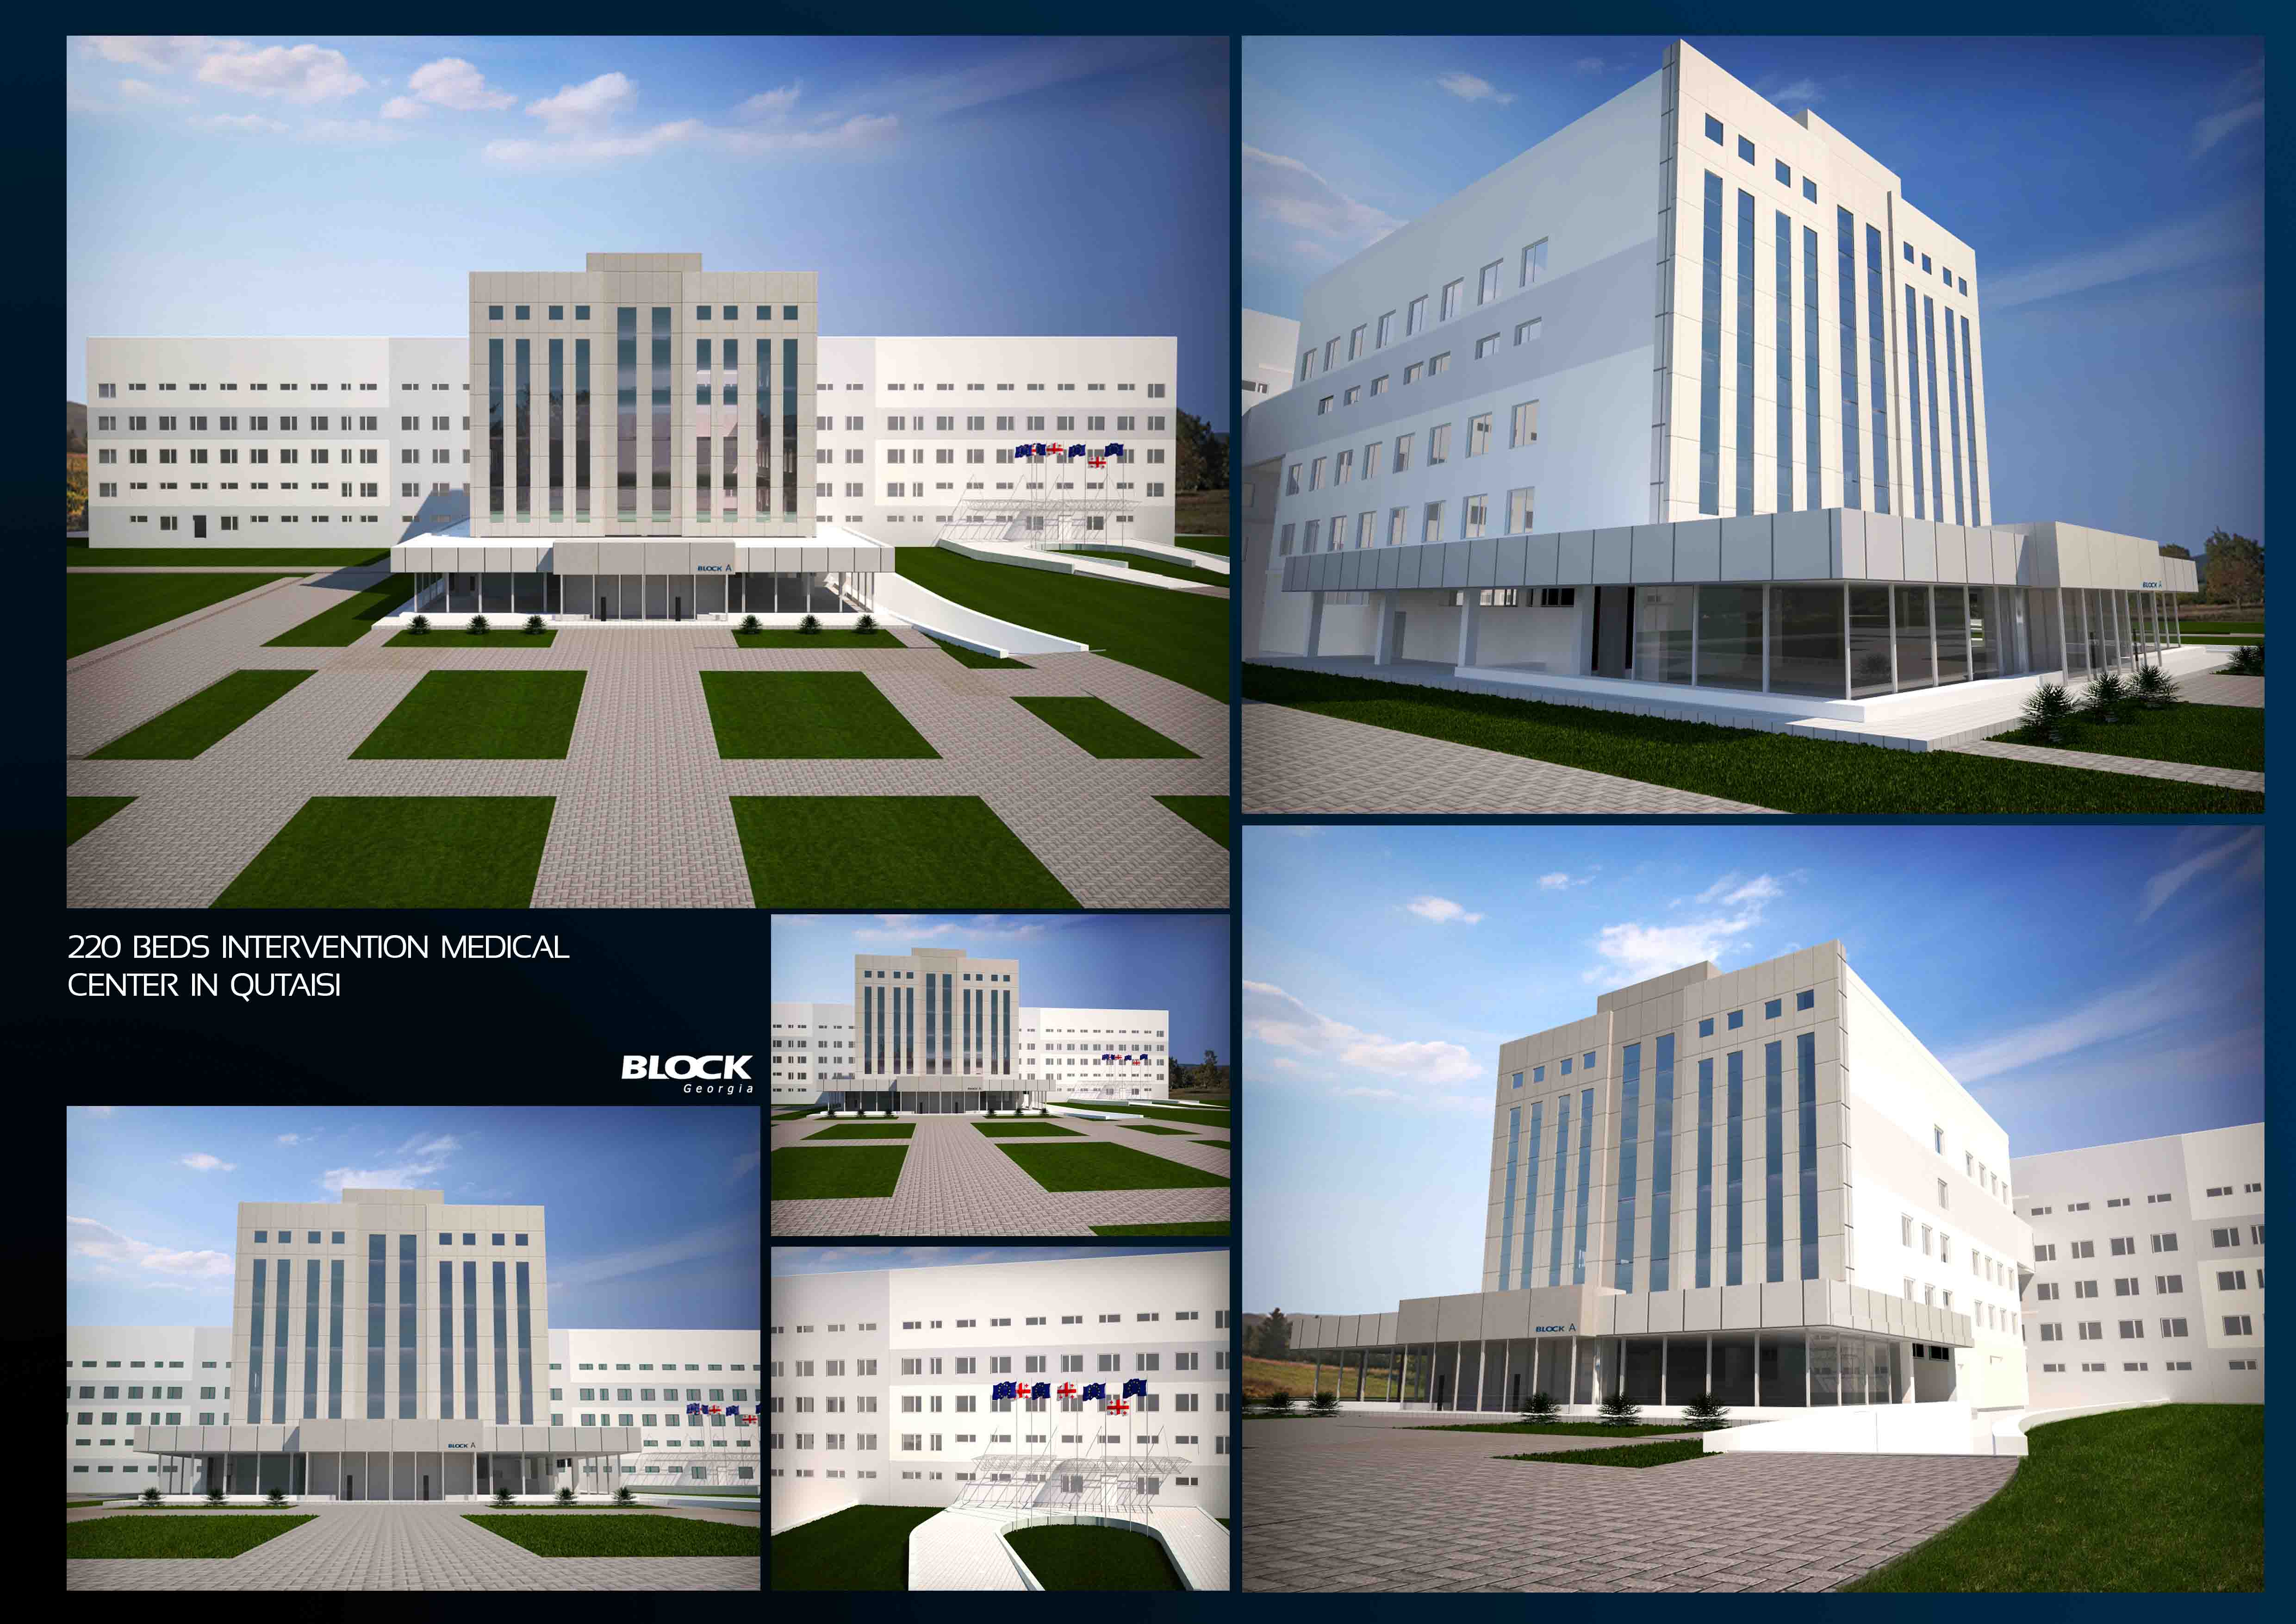 BLOCK A
BLOCK A
220 BEDS INTERVENTION MEDICAL
CENTER IN QUTAISI
BLOCK
Georgia
BLOCK A
BLOCK A